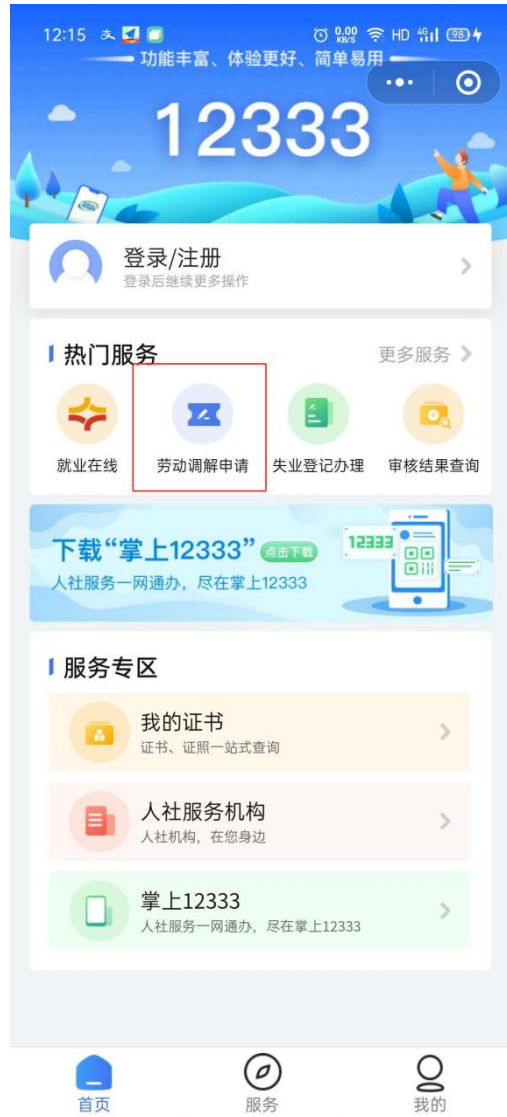 12:15
0.00 KB/S HD 4G 98
功能丰富、体验更好、简单易用
12333
登录/注册
登录后继续更多操作
热门服务
更多服务
就业在线
劳动调解申请
失业登记办理
审核结果查询
下载“掌上12333”
点击下载
12333
人社服务一网通办，尽在掌上12333
服务专区
我的证书
证书、证照一站式查询
人社服务机构
人社机构，在您身边
掌上12333
人社服务一网通办，尽在掌上12333
首页
服务
我的